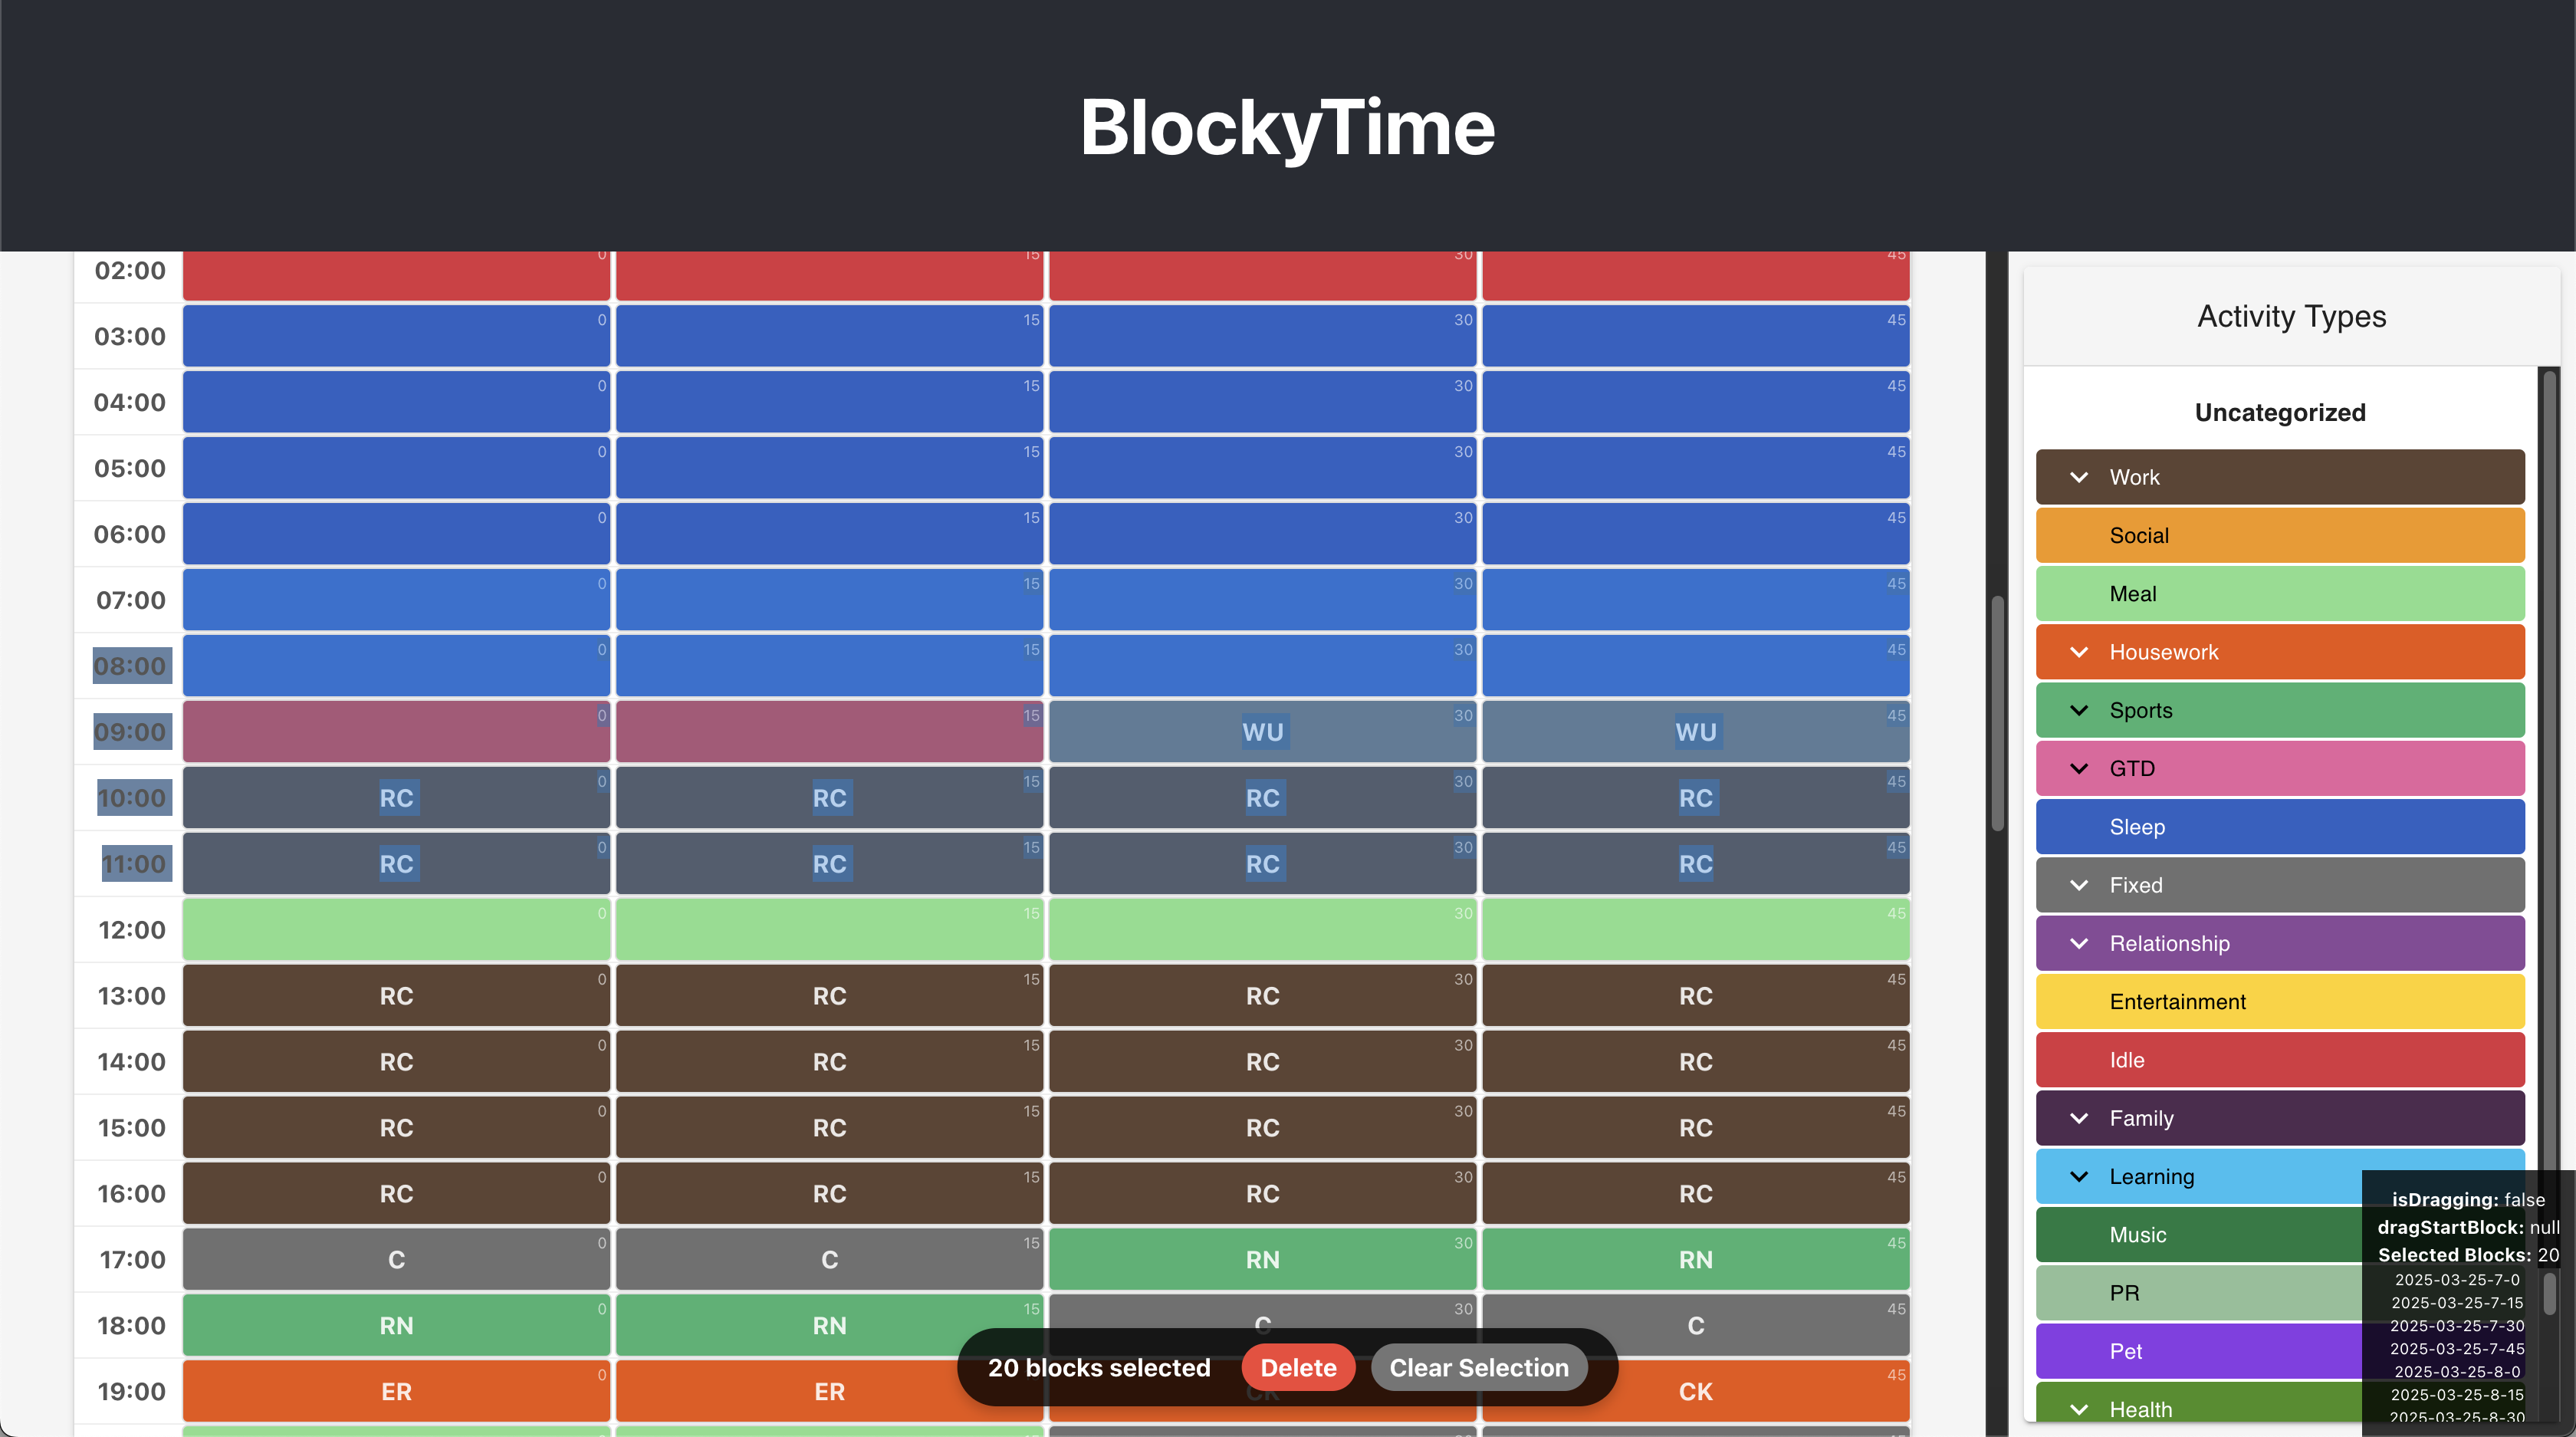 BlockyTime
02:00 0 15 30 45
03:00 0 15 30 45
04:00 0 15 30 45
05:00 0 15 30 45
06:00 0 15 30 45
07:00 0 15 30 45
08:00 0 15 30 45
09:00 0 15 WU 30 WU 45
10:00 RC 0 RC 15 RC 30 RC 45
11:00 RC 0 RC 15 RC 30 RC 45
12:00 0 15 30 45
13:00 RC 0 RC 15 RC 30 RC 45
14:00 RC 0 RC 15 RC 30 RC 45
15:00 RC 0 RC 15 RC 30 RC 45
16:00 RC 0 RC 15 RC 30 RC 45
17:00 C 0 C 15 RN 30 RN 45
18:00 RN 0 RN 15 C 30 C 45
19:00 ER 0 ER CK CK 45
20 blocks selected Delete Clear Selection
Activity Types
Uncategorized
Work
Social
Meal
Housework
Sports
GTD
Sleep
Fixed
Relationship
Entertainment
Idle
Family
Learning
Music
PR
Pet
Health
isDragging: false
dragStartBlock: null
Selected Blocks: 20
2025-03-25-7-0
2025-03-25-7-15
2025-03-25-7-30
2025-03-25-7-45
2025-03-25-8-0
2025-03-25-8-15
2025-03-25-8-30